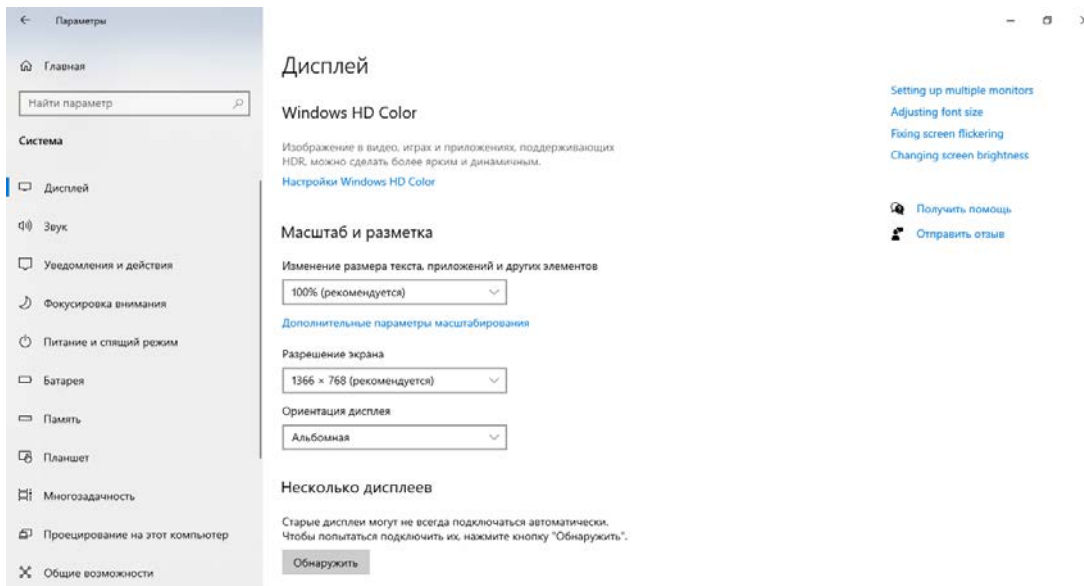 Параметры
Главная
Найти параметр
Система
Дисплей
Звук
Уведомления и действия
Фокусировка внимания
Питание и спящий режим
Батарея
Память
Планшет
Многозадачность
Проецирование на этот компьютер
Общие возможности
Дисплей
Windows HD Color
Изображение в видео, играх и приложениях, поддерживающих
HDR, можно сделать более ярким и динамичным.
Настройки Windows HD Color
Масштаб и разметка
Изменение размера текста, приложений и других элементов
100% (рекомендуется)
Дополнительные параметры масштабирования
Разрешение экрана
1366 × 768 (рекомендуется)
Ориентация дисплея
Альбомная
Несколько дисплеев
Старые дисплеи могут не всегда подключаться автоматически.
Чтобы попытаться подключить их, нажмите кнопку "Обнаружить".
Обнаружить
Setting up multiple monitors
Adjusting font size
Fixing screen flickering
Changing screen brightness
Получить помощь
Отправить отзыв